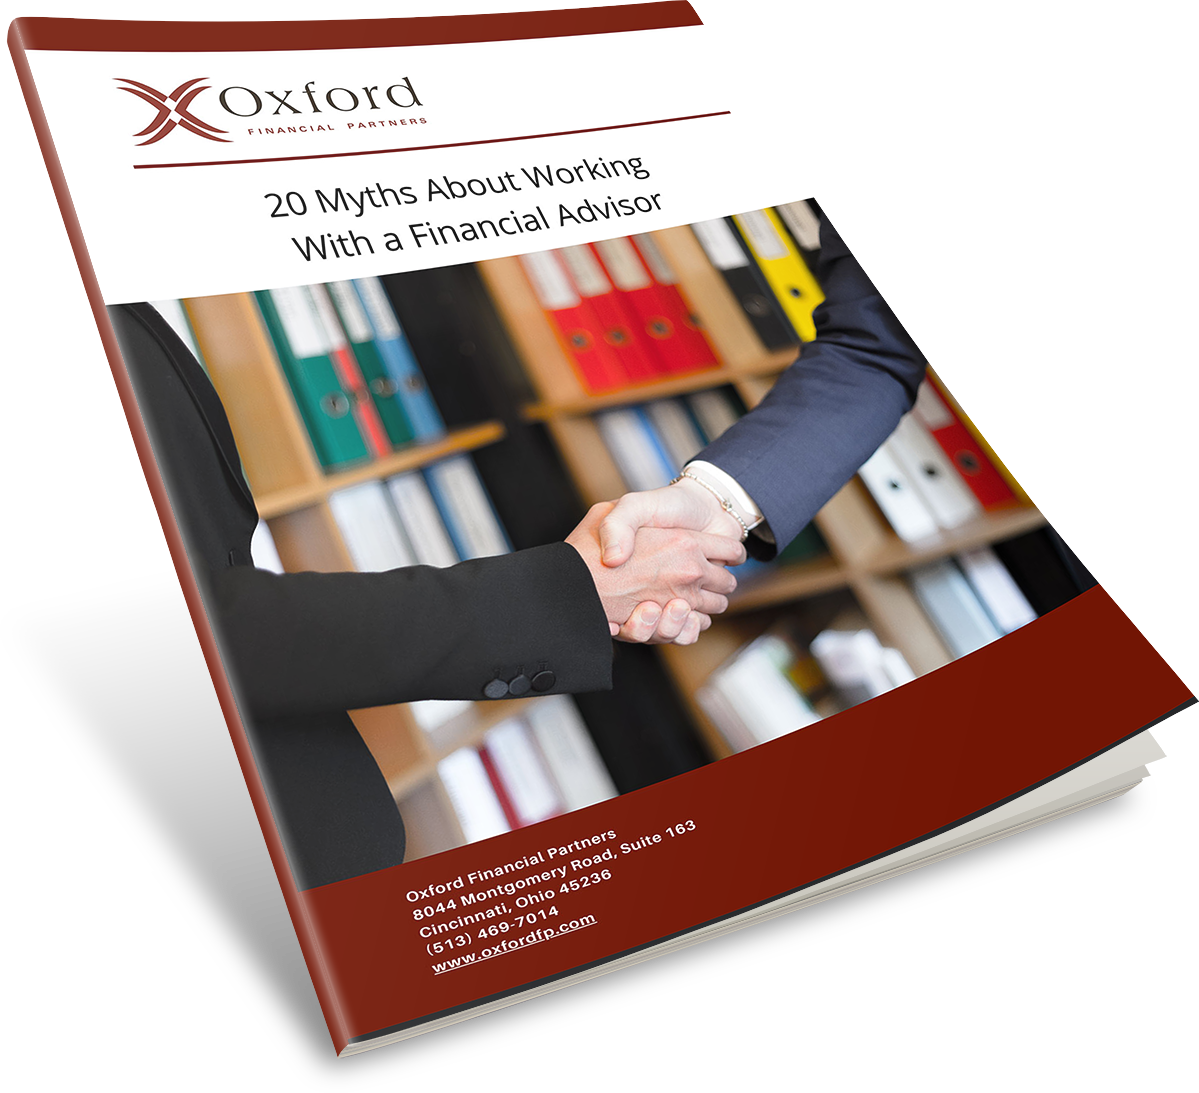 Oxford
FINANCIAL PARTNERS
20 Myths About Working
With a Financial Advisor
Oxford Financial Partners
8044 Montgomery Road, Suite 163
Cincinnati, Ohio 45236
(513) 469-7014
www.oxfordfp.com